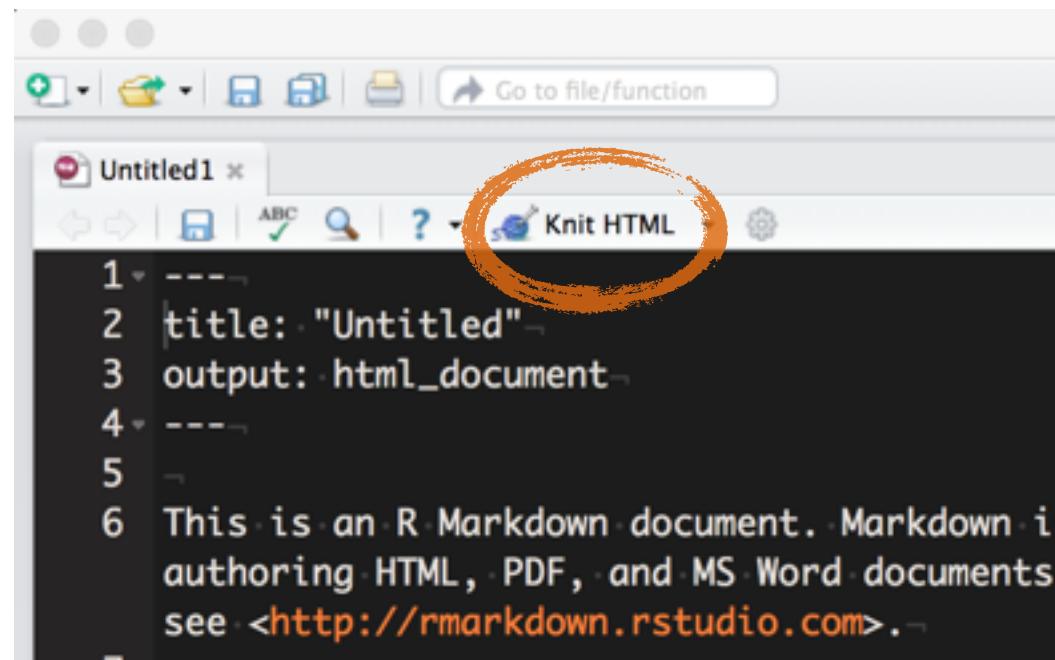 Go to file/function
Untitled1
ABC
? Knit HTML
1 ---
2 title: "Untitled"
3 output: html_document
4 ---
5
6 This is an R Markdown document. Markdown i
authoring HTML, PDF, and MS Word documents
see <http://rmarkdown.rstudio.com>.